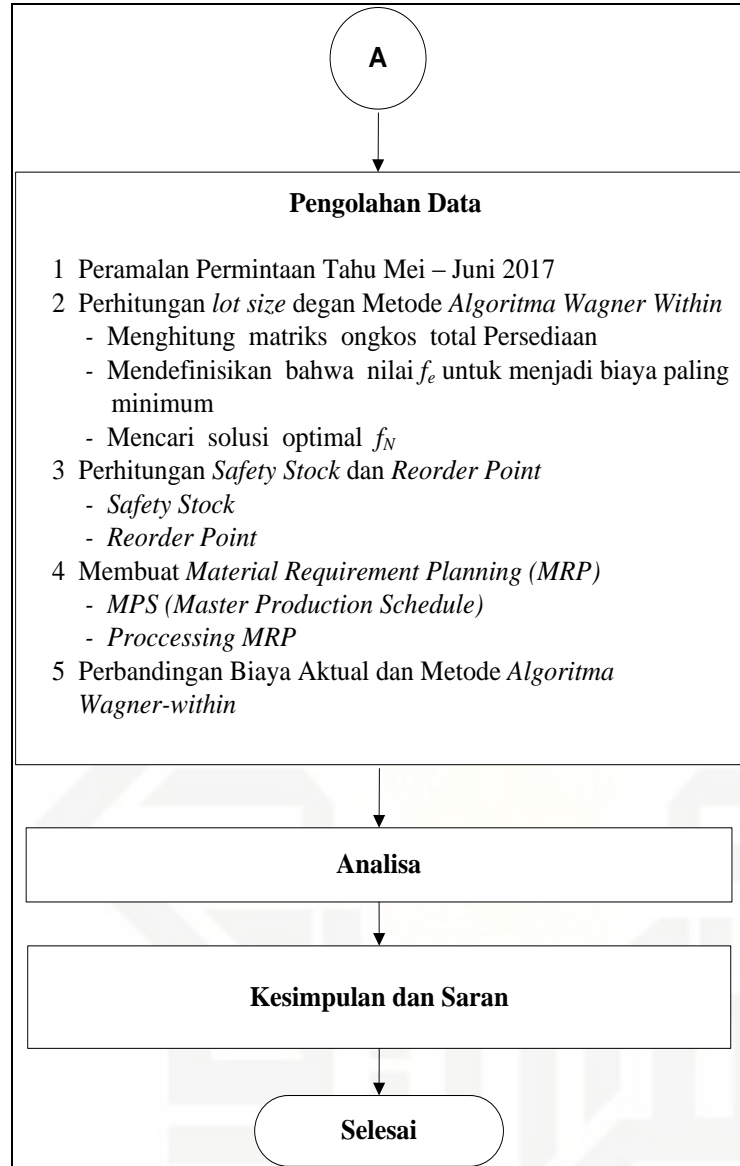 A
Pengolahan Data
1 Peramalan Permintaan Tahu Mei – Juni 2017
2 Perhitungan lot size degan Metode Algoritma Wagner Within
- Menghitung matriks ongkos total Persediaan
- Mendefinisikan bahwa nilai fe untuk menjadi biaya paling
minimum
- Mencari solusi optimal fN
3 Perhitungan Safety Stock dan Reorder Point
- Safety Stock
- Reorder Point
4 Membuat Material Requirement Planning (MRP)
- MPS (Master Production Schedule)
- Proccessing MRP
5 Perbandingan Biaya Aktual dan Metode Algoritma
Wagner-within
Analisa
Kesimpulan dan Saran
Selesai